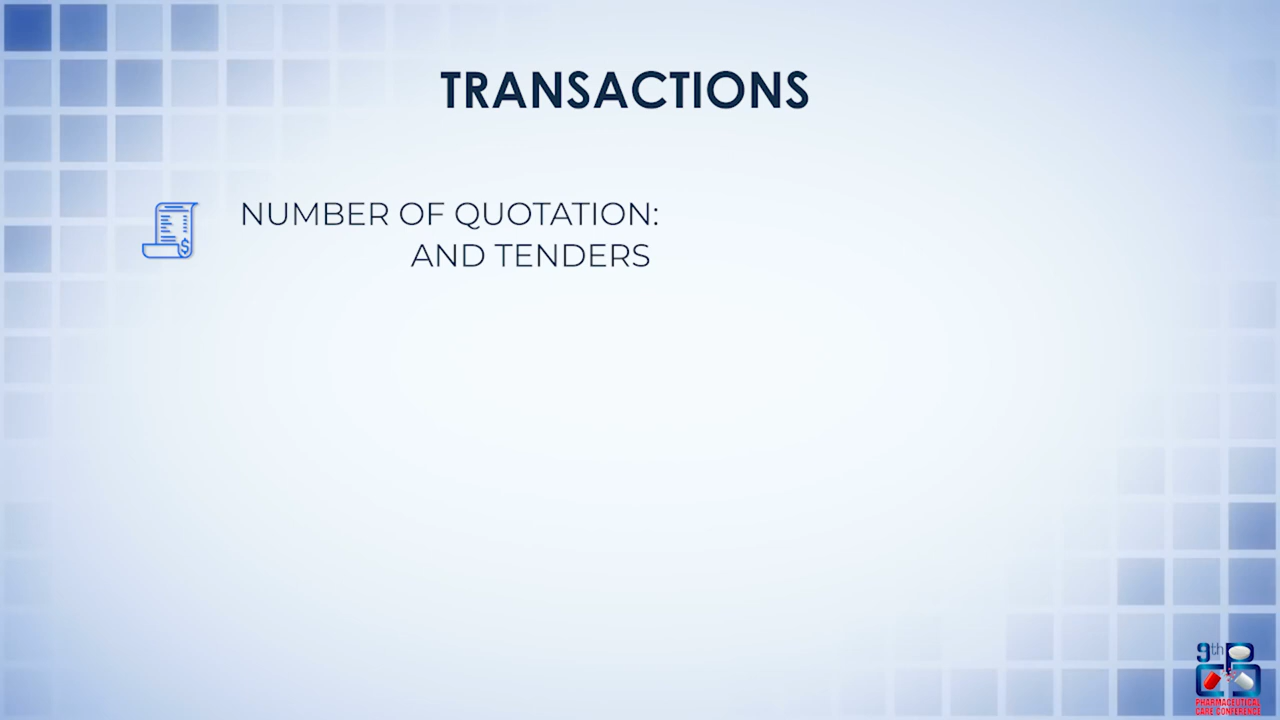 TRANSACTIONS
NUMBER OF QUOTATION:
AND TENDERS
$
9th
PHARMACEUTICAL
CARE CONFERENCE